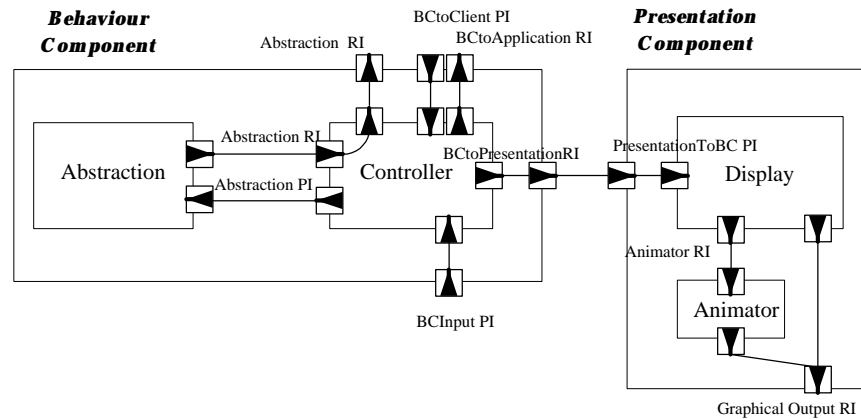 Behaviour
Component
BCtoClient PI
Abstraction RI
BCtoApplication RI
Presentation
Component
Abstraction RI
Abstraction
Controller
Abstraction PI
BCtoPresentationRI
PresentationToBC PI
Display
Animator RI
Animator
BCInput PI
Graphical Output RI